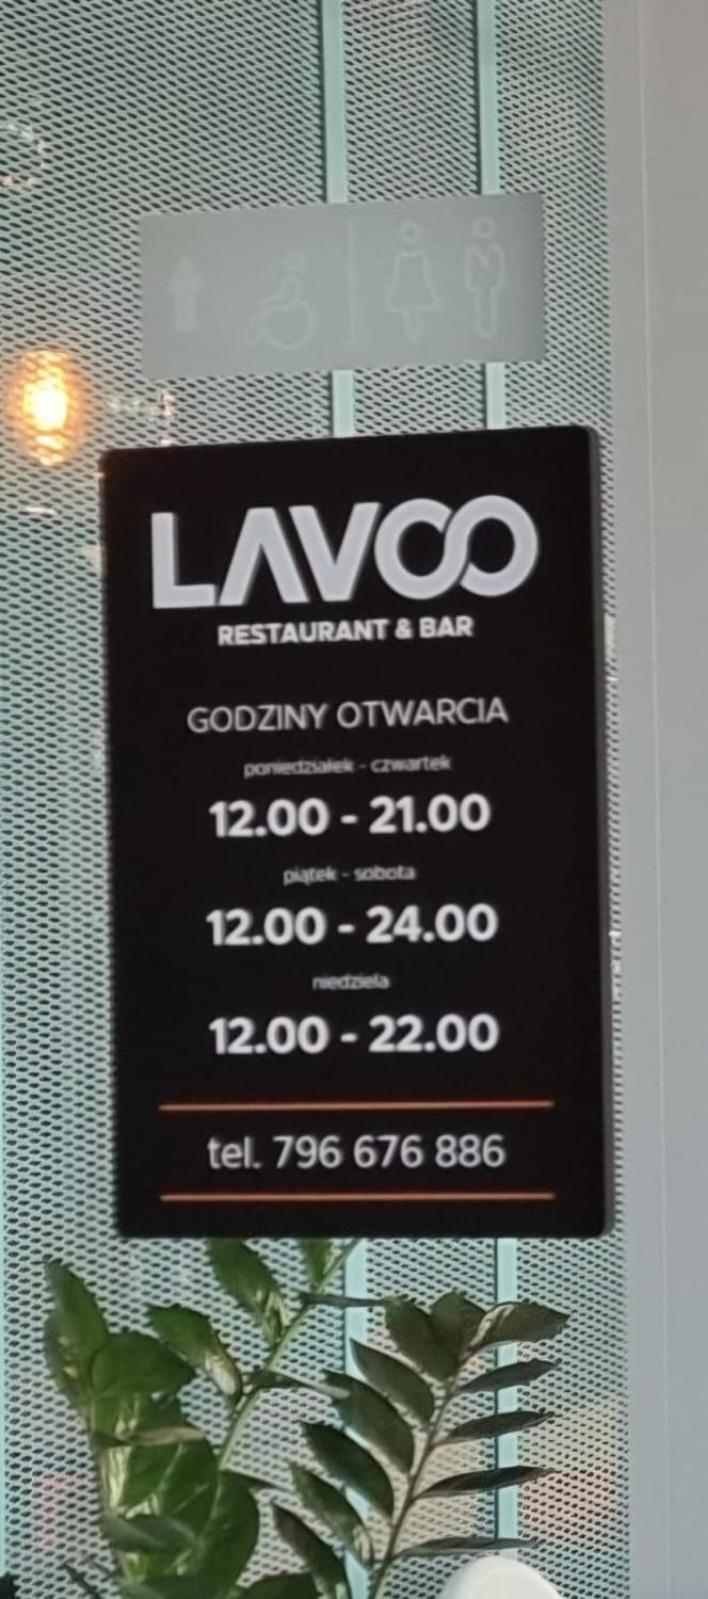 LAVOO
RESTAURANT & BAR
GODZINY OTWARCIA
poniedziałek - czwartek
12.00 - 21.00
piątek - sobota
12.00 - 24.00
niedziela
12.00 - 22.00
tel. 796 676 886